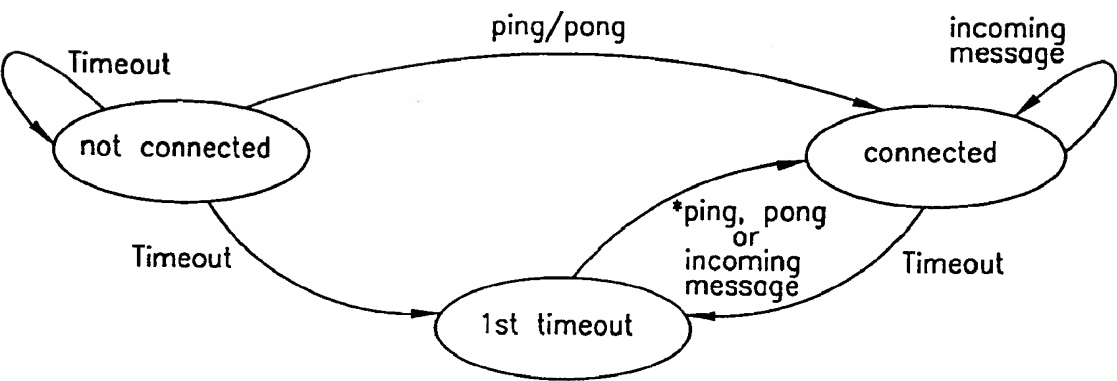 ping/pong
incoming
message
Timeout
not connected
connected
*ping, pong
or
incoming
message
Timeout
Timeout
1st timeout